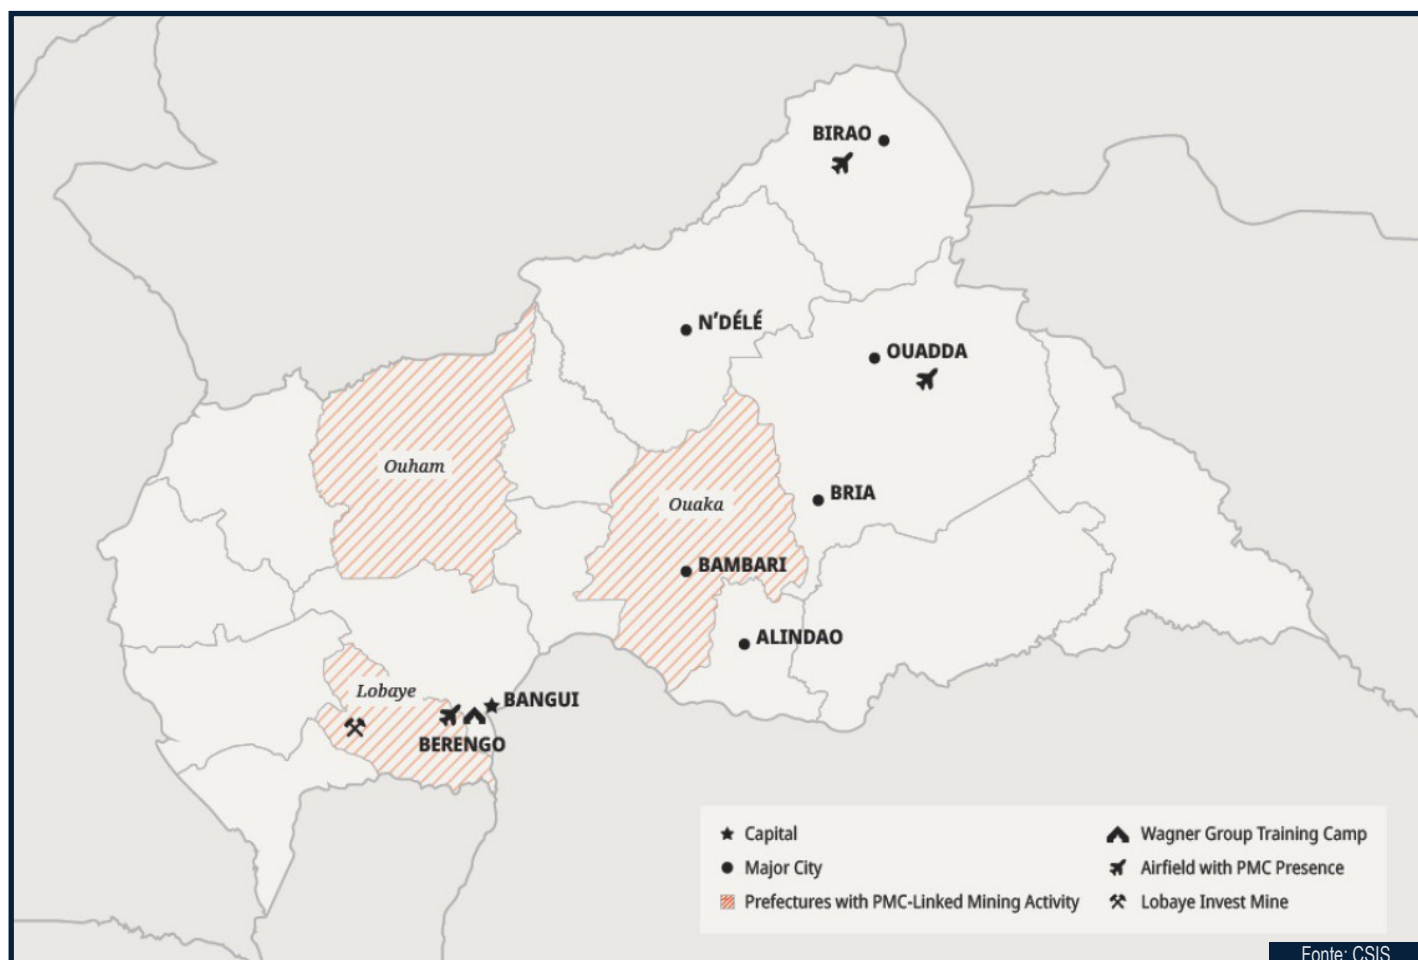 BIRAO
N'DÉLÉ
OUADDA
Ouham
Ouaka
BRIA
BAMBARI
ALINDAO
Lobaye
BANGUI
BERENGO
Capital
Major City
Prefectures with PMC-Linked Mining Activity
Wagner Group Training Camp
Airfield with PMC Presence
Lobaye Invest Mine
Fonte: CSIS